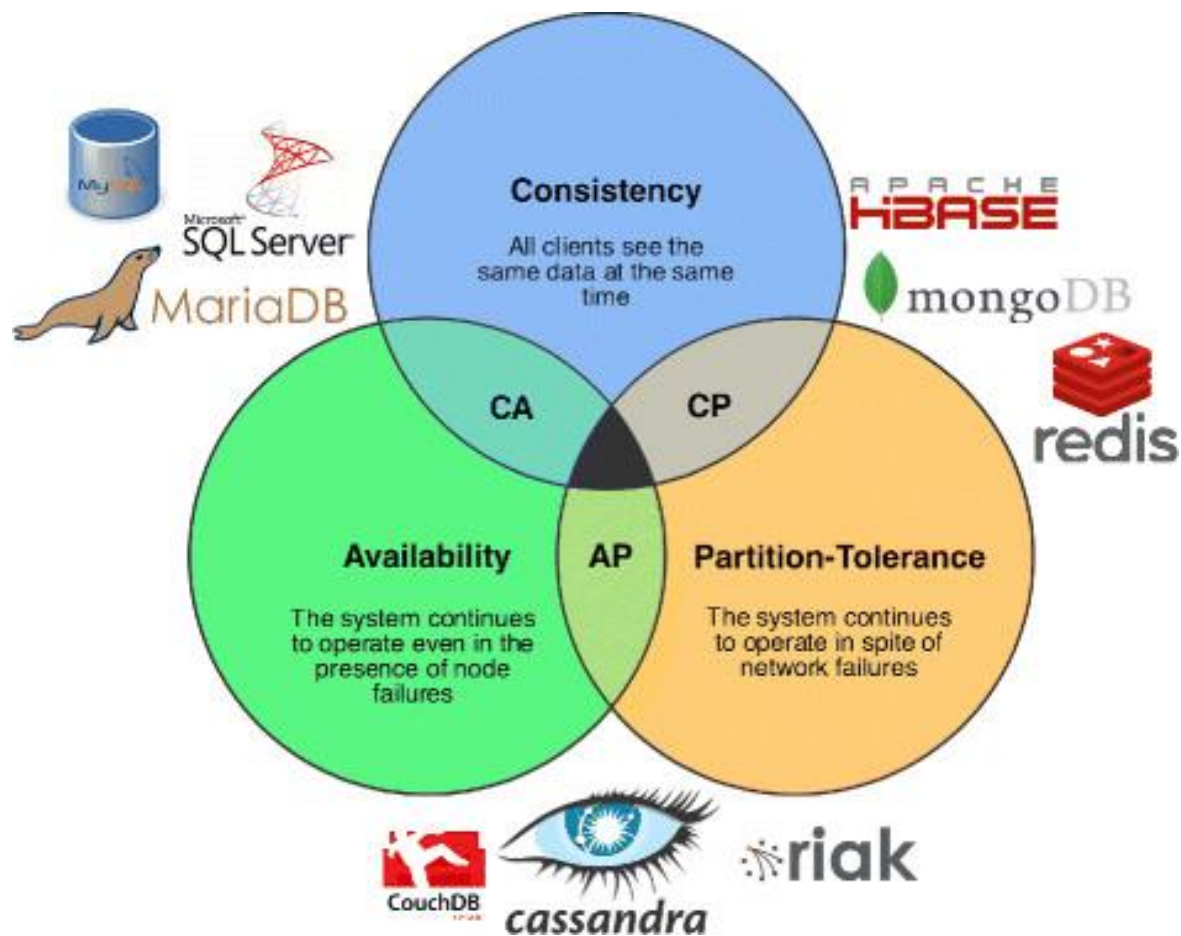 Consistency
All clients see the
same data at the same
time
Microsoft
SQL Server
MariaDB
APACHE
HBASE
mongoDB
redis
CA
CP
AP
Availability
The system continues
to operate even in the
presence of node
failures
Partition-Tolerance
The system continues
to operate in spite of
network failures
CouchDB
cassandra
riak